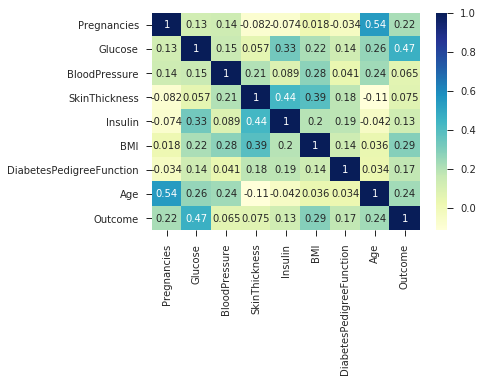 Pregnancies 1 0.13 0.14 -0.082 -0.074 0.018 -0.034 0.54 0.22
Glucose 0.13 1 0.15 0.057 0.33 0.22 0.14 0.26 0.47
BloodPressure 0.14 0.15 1 0.21 0.089 0.28 0.041 0.24 0.065
SkinThickness -0.082 0.057 0.21 1 0.44 0.39 0.18 -0.11 0.075
Insulin -0.074 0.33 0.089 0.44 1 0.2 0.19 -0.042 0.13
BMI 0.018 0.22 0.28 0.39 0.2 1 0.14 0.036 0.29
DiabetesPedigreeFunction -0.034 0.14 0.041 0.18 0.19 0.14 1 0.034 0.17
Age 0.54 0.26 0.24 -0.11 -0.042 0.036 0.034 1 0.24
Outcome 0.22 0.47 0.065 0.075 0.13 0.29 0.17 0.24 1
Pregnancies
Glucose
BloodPressure
SkinThickness
Insulin
BMI
DiabetesPedigreeFunction
Age
Outcome
1.0
0.8
0.6
0.4
0.2
0.0